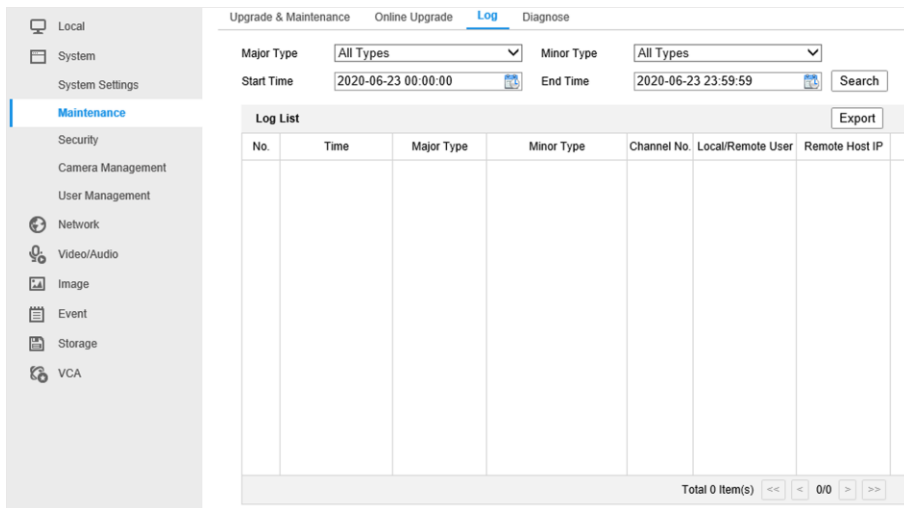 Local
System
System Settings
Maintenance
Security
Camera Management
User Management
Network
Video/Audio
Image
Event
Storage
VCA
Upgrade & Maintenance Online Upgrade Log Diagnose
Major Type All Types Minor Type All Types
Start Time 2020-06-23 00:00:00 End Time 2020-06-23 23:59:59 Search
Log List Export
No. Time Major Type Minor Type Channel No. Local/Remote User Remote Host IP
Total 0 Item(s) << < 0/0 > >>